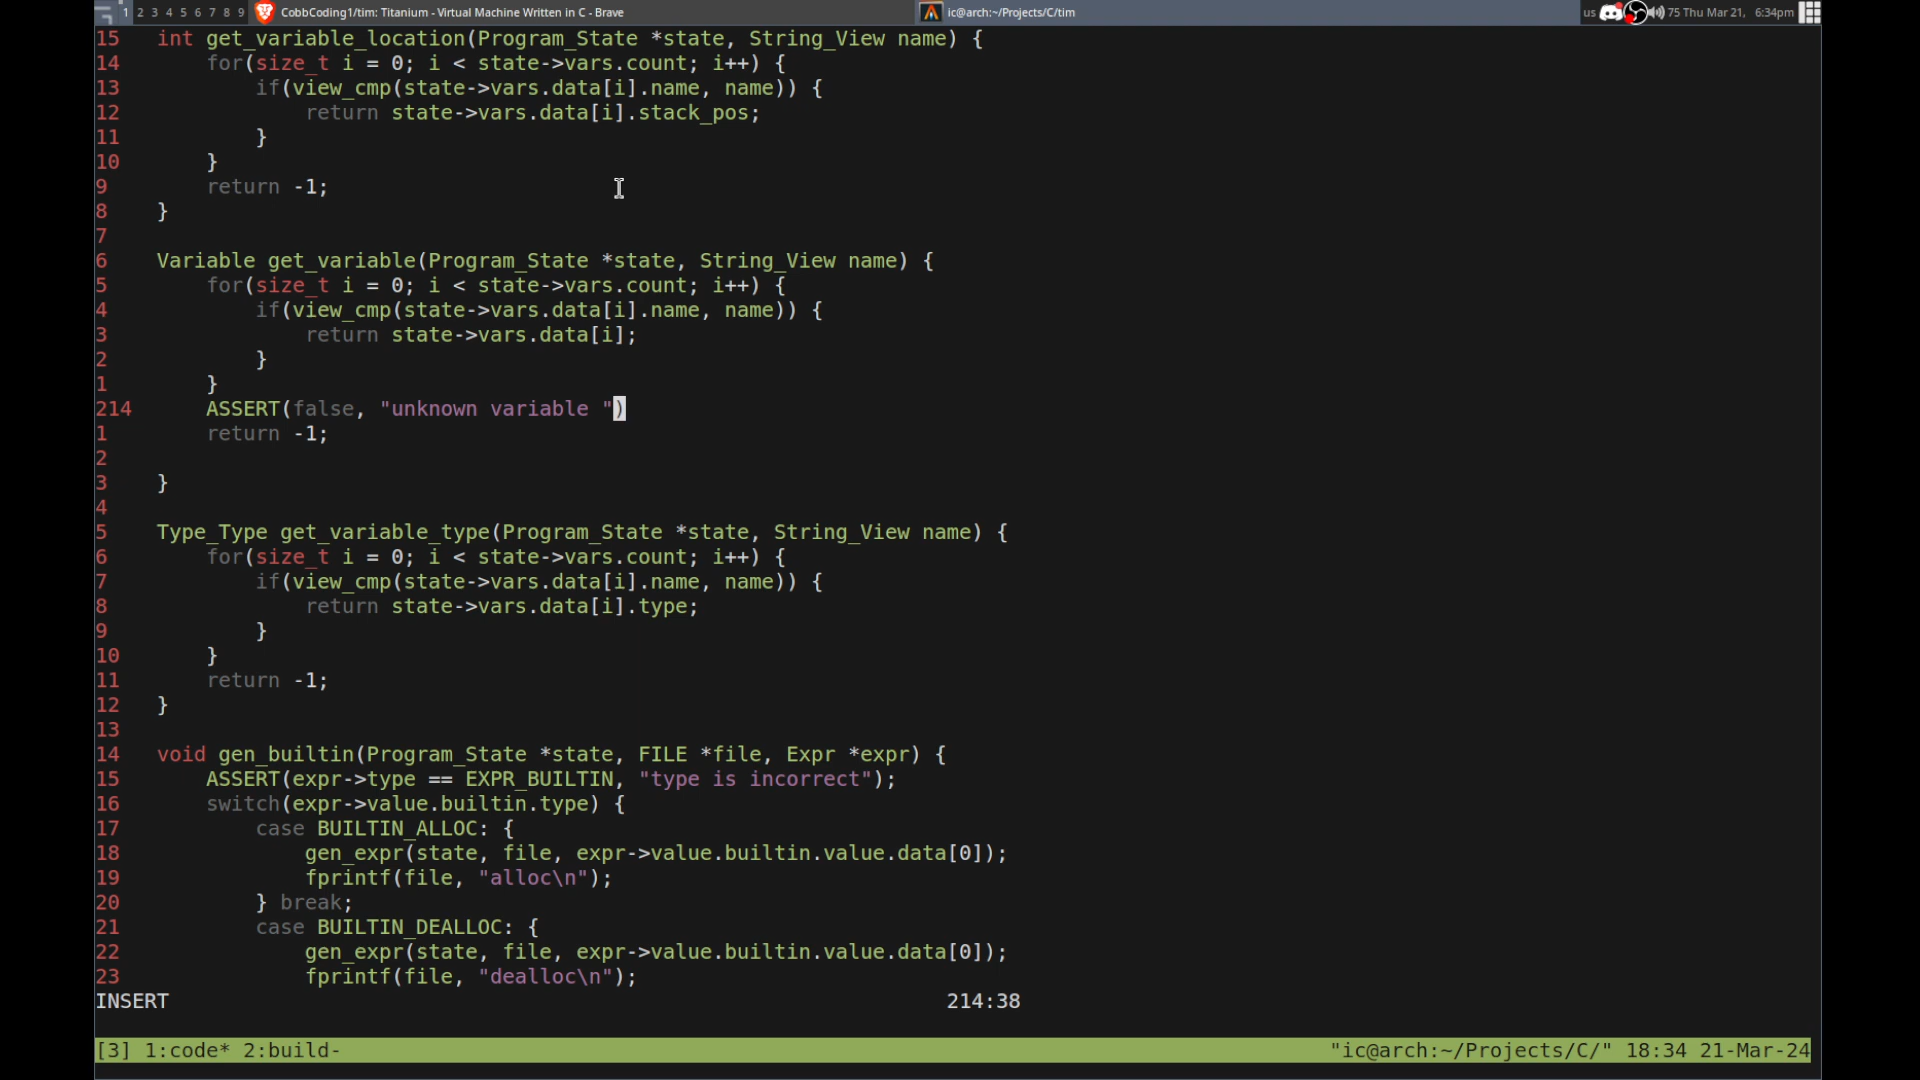 1 2 3 4 5 6 7 8 9 CobbCoding1/tim: Titanium - Virtual Machine Written in C - Brave ic@arch:~/Projects/C/tim us 75 Thu Mar 21, 6:34pm
15 int get_variable_location(Program_State *state, String_View name) {
14 for(size_t i = 0; i < state->vars.count; i++) {
13 if(view_cmp(state->vars.data[i].name, name)) {
12 return state->vars.data[i].stack_pos;
11 }
10 }
9 return -1;
8 }
7
6 Variable get_variable(Program_State *state, String_View name) {
5 for(size_t i = 0; i < state->vars.count; i++) {
4 if(view_cmp(state->vars.data[i].name, name)) {
3 return state->vars.data[i];
2 }
1 }
214 ASSERT(false, "unknown variable ")
1 return -1;
2
3 }
4
5 Type_Type get_variable_type(Program_State *state, String_View name) {
6 for(size_t i = 0; i < state->vars.count; i++) {
7 if(view_cmp(state->vars.data[i].name, name)) {
8 return state->vars.data[i].type;
9 }
10 }
11 return -1;
12 }
13
14 void gen_builtin(Program_State *state, FILE *file, Expr *expr) {
15 ASSERT(expr->type == EXPR_BUILTIN, "type is incorrect");
16 switch(expr->value.builtin.type) {
17 case BUILTIN_ALLOC: {
18 gen_expr(state, file, expr->value.builtin.value.data[0]);
19 fprintf(file, "alloc\n");
20 } break;
21 case BUILTIN_DEALLOC: {
22 gen_expr(state, file, expr->value.builtin.value.data[0]);
23 fprintf(file, "dealloc\n");
INSERT 214:38
[3] 1:code* 2:build- "ic@arch:~/Projects/C/" 18:34 21-Mar-24